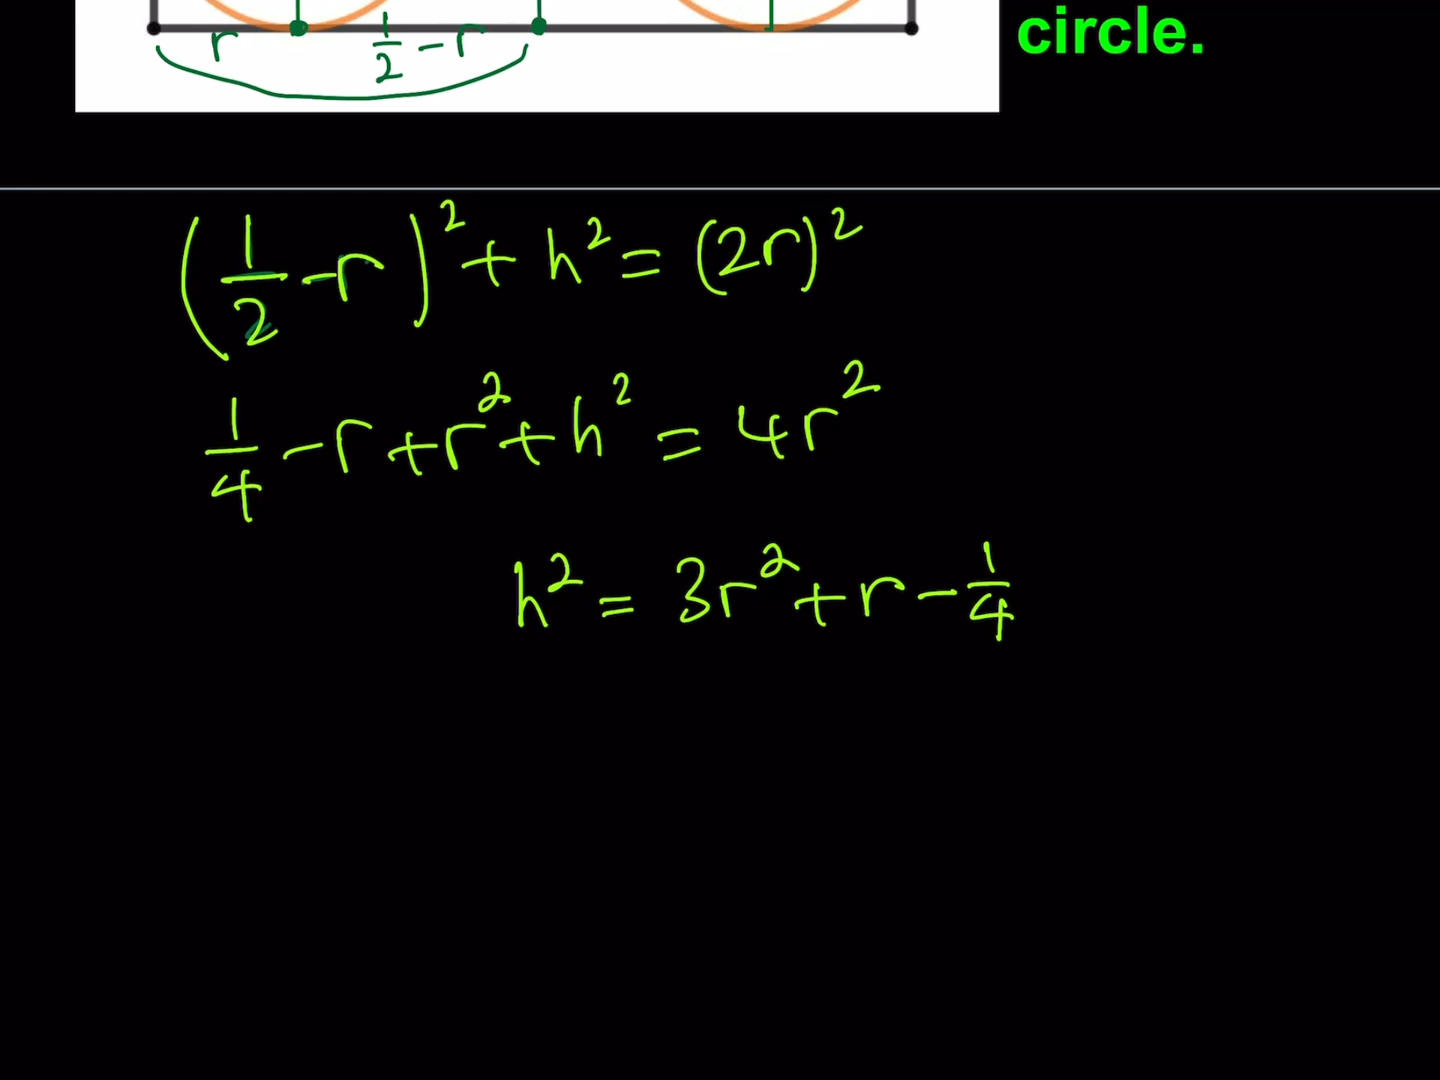 circle.
r 1/2 - r
(1/2 - r)² + h² = (2r)²
1/4 - r + r² + h² = 4r²
h² = 3r² + r - 1/4